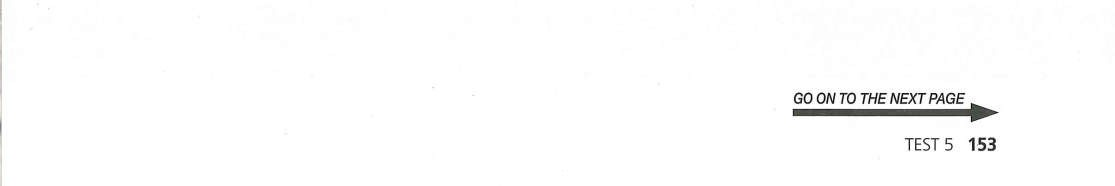 GO ON TO THE NEXT PAGE
TEST 5 153